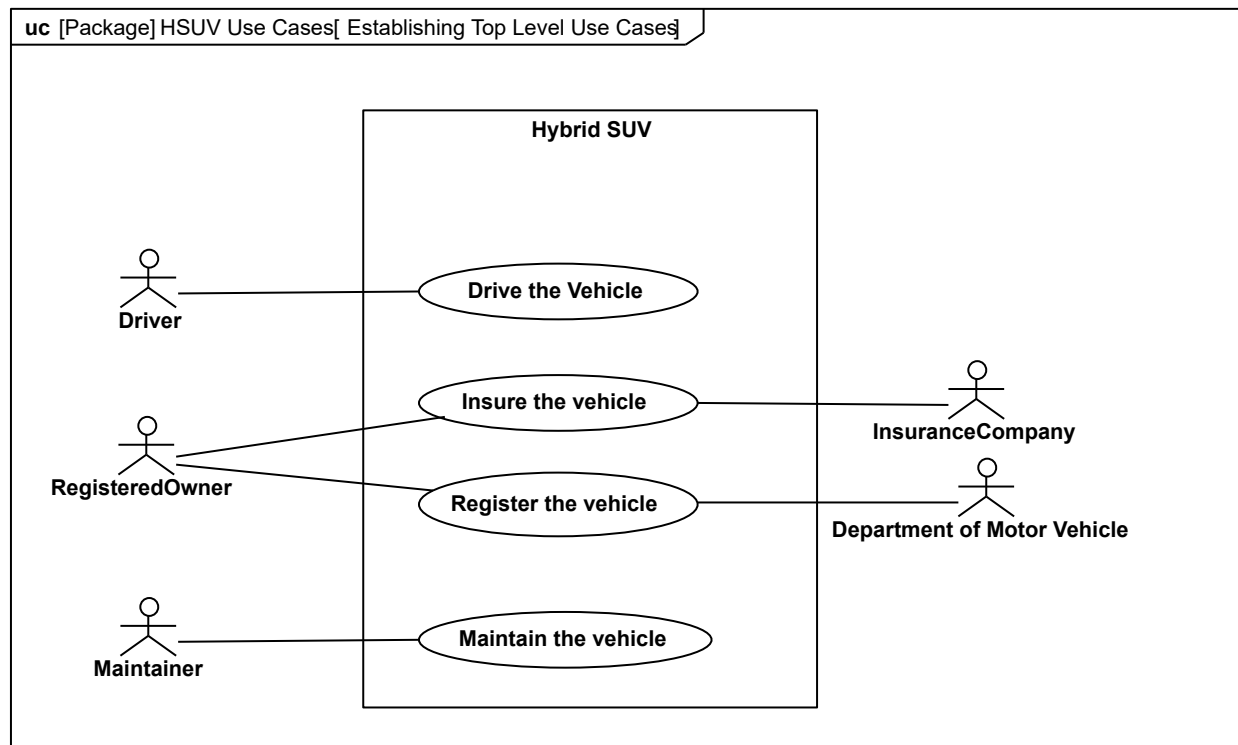 uc [Package] HSUV Use Cases[ Establishing Top Level Use Cases]
Hybrid SUV
Driver
Drive the Vehicle
Insure the vehicle
InsuranceCompany
RegisteredOwner
Register the vehicle
Department of Motor Vehicle
Maintainer
Maintain the vehicle